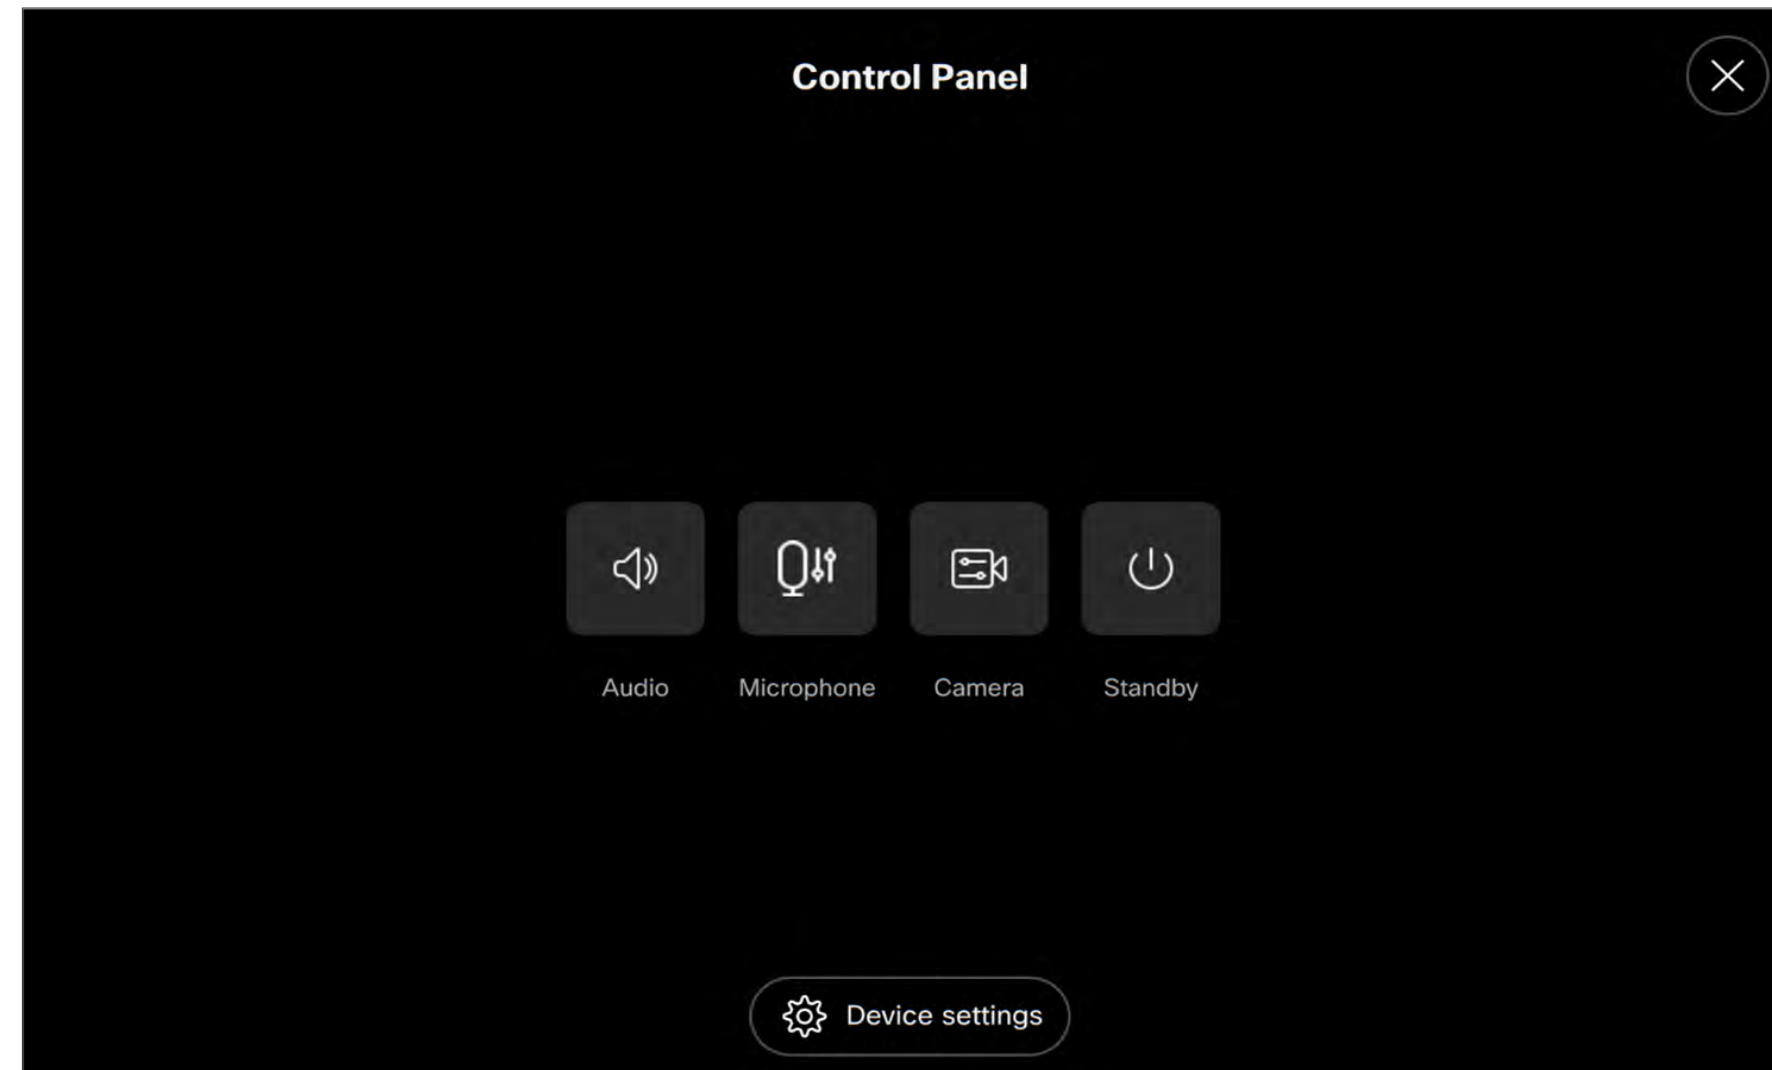 Control Panel
Audio
Microphone
Camera
Standby
Device settings